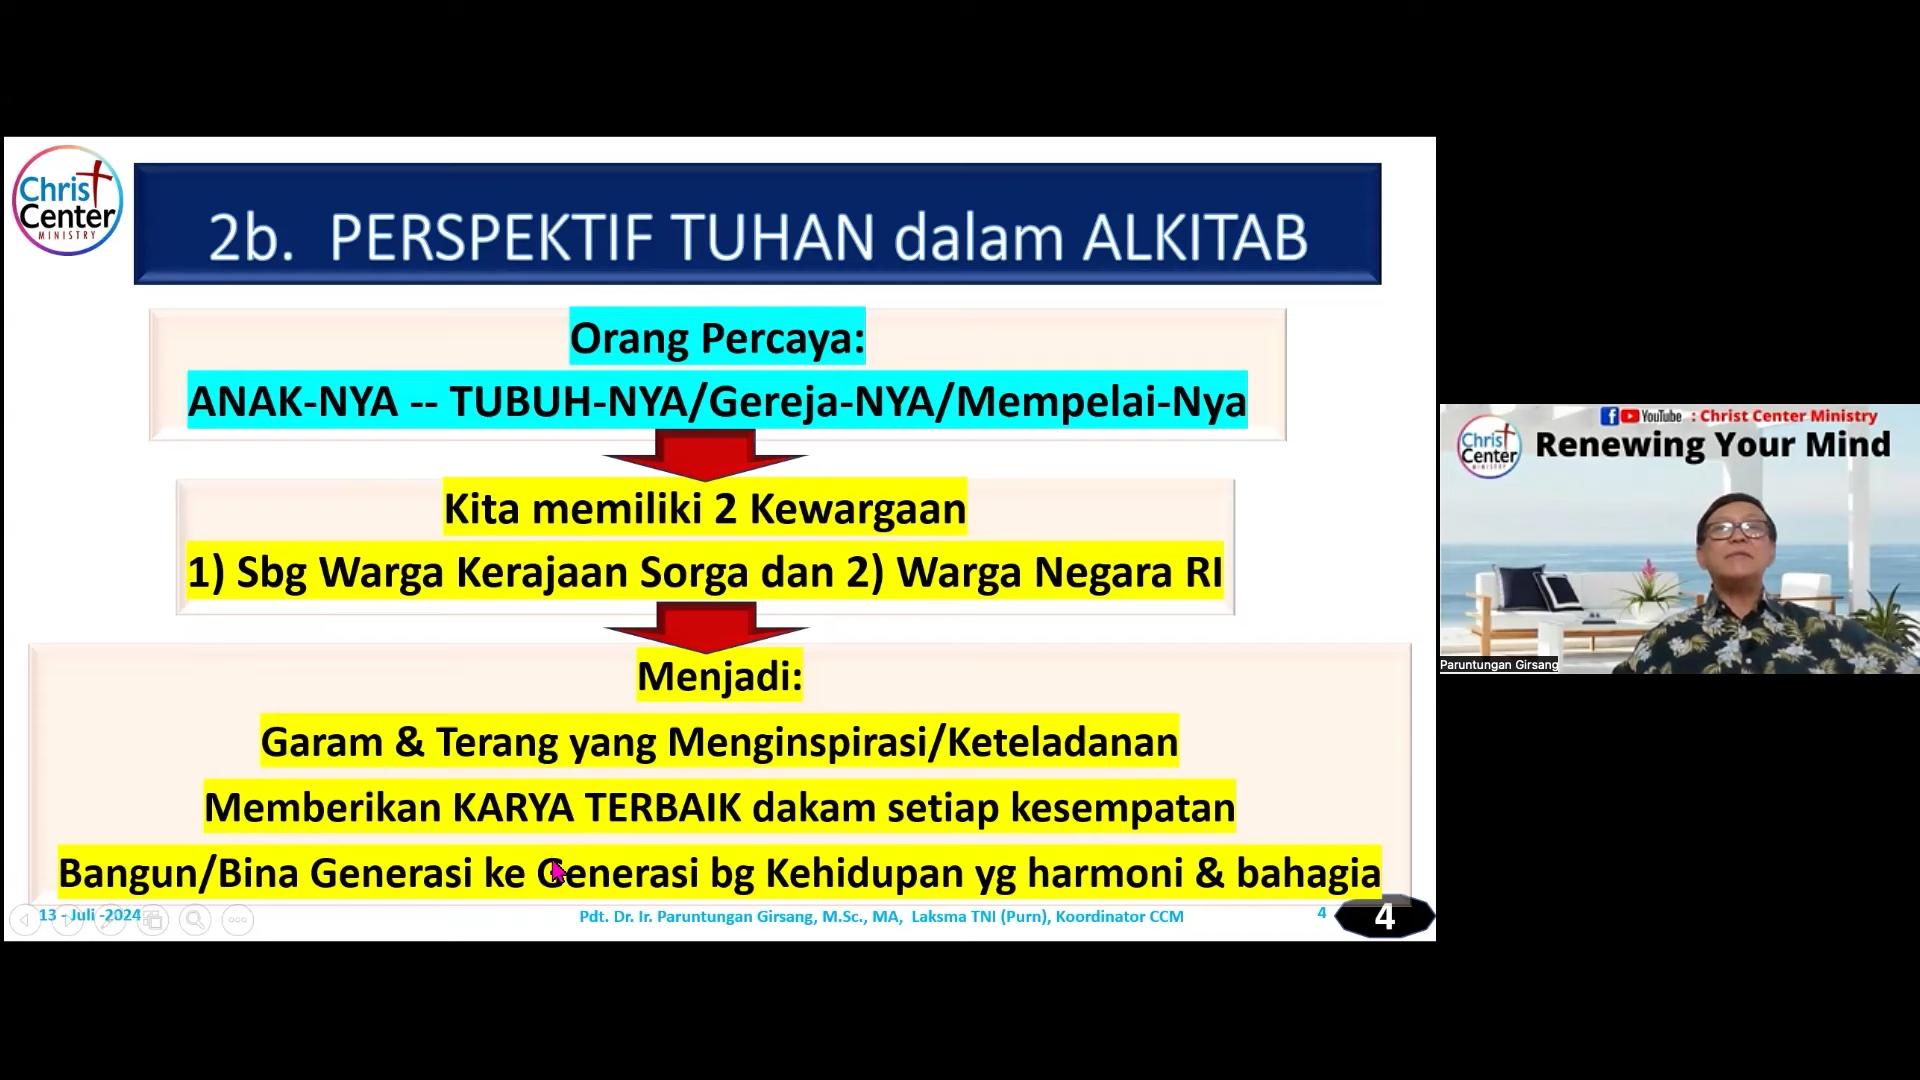 Christ
Center
MINISTRY
2b. PERSPEKTIF TUHAN dalam ALKITAB
Orang Percaya:
ANAK-NYA -- TUBUH-NYA/Gereja-NYA/Mempelai-Nya
Kita memiliki 2 Kewargaan
1) Sbg Warga Kerajaan Sorga dan 2) Warga Negara RI
Menjadi:
Garam & Terang yang Menginspirasi/Keteladanan
Memberikan KARYA TERBAIK dakam setiap kesempatan
Bangun/Bina Generasi ke Generasi bg Kehidupan yg harmoni & bahagia
13 - Juli -2024
Pdt. Dr. Ir. Paruntungan Girsang, M.Sc., MA, Laksma TNI (Purn), Koordinator CCM
4
4
YouTube : Christ Center Ministry
Christ
Center
MINISTRY
Renewing Your Mind
Paruntungan Girsang